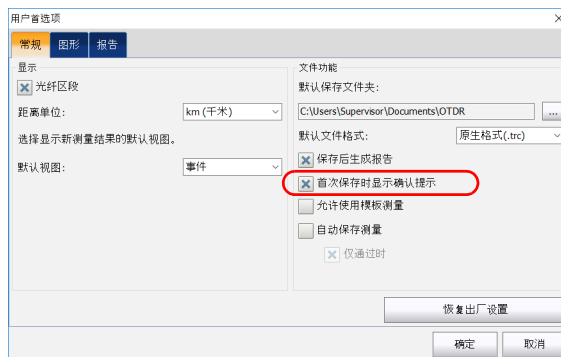 用户首选项
常规 图形 报告
显示
光纤区段
距离单位: km (千米)
选择显示新测量结果的默认视图。
默认视图: 事件
文件功能
默认保存文件夹:
C:\Users\Supervisor\Documents\OTDR ...
默认文件格式: 原生格式(.trc)
保存后生成报告
首次保存时显示确认提示
允许使用模板测量
自动保存测量
仅通过时
恢复出厂设置
确定 取消